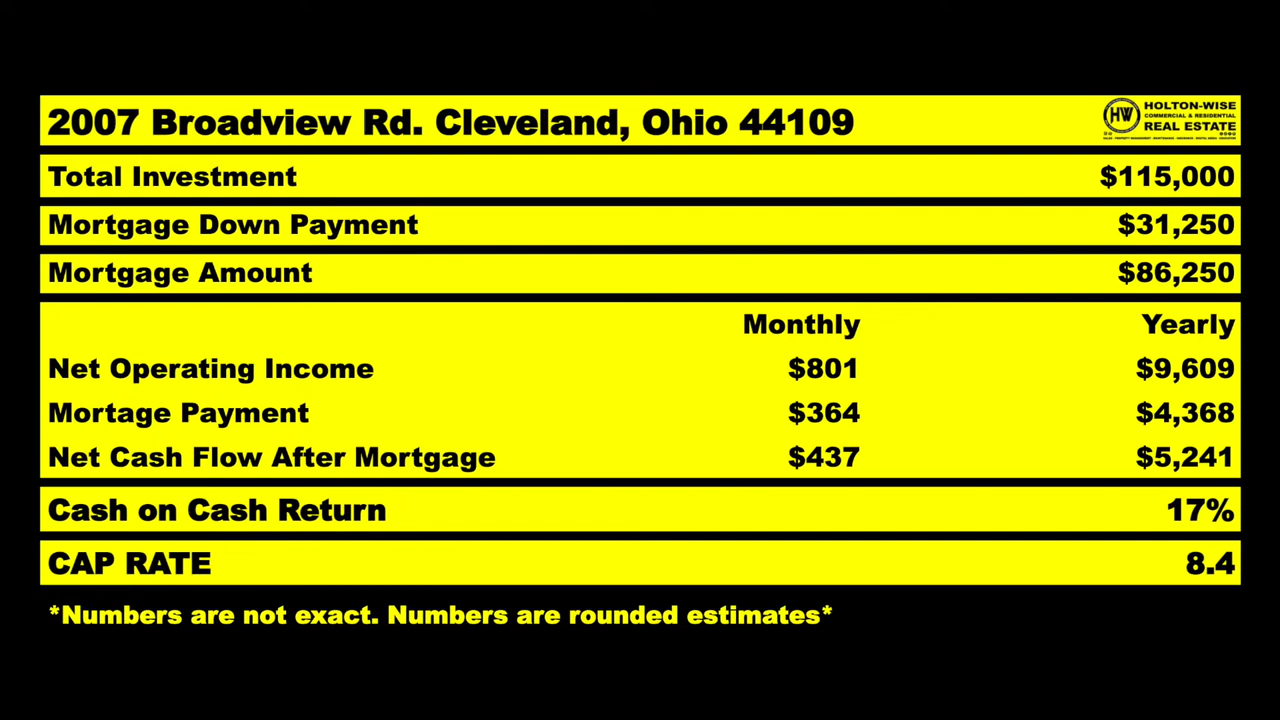 2007 Broadview Rd. Cleveland, Ohio 44109
HW
HOLTON-WISE
COMMERCIAL & RESIDENTIAL
REAL ESTATE
Total Investment $115,000
Mortgage Down Payment $31,250
Mortgage Amount $86,250
Monthly Yearly
Net Operating Income $801 $9,609
Mortage Payment $364 $4,368
Net Cash Flow After Mortgage $437 $5,241
Cash on Cash Return 17%
CAP RATE 8.4
*Numbers are not exact. Numbers are rounded estimates*